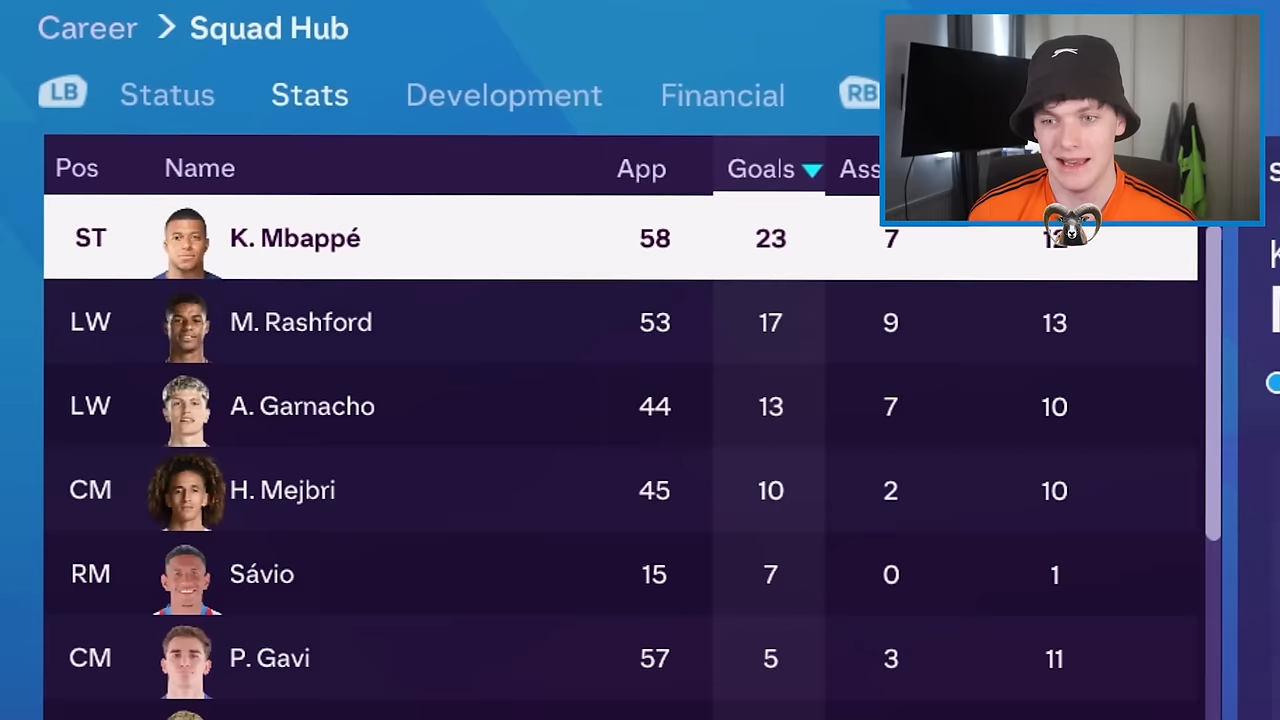 Career > Squad Hub
LB Status Stats Development Financial RB
Pos Name App Goals Ass
ST K. Mbappé 58 23 7 12
LW M. Rashford 53 17 9 13
LW A. Garnacho 44 13 7 10
CM H. Mejbri 45 10 2 10
RM Sávio 15 7 0 1
CM P. Gavi 57 5 3 11